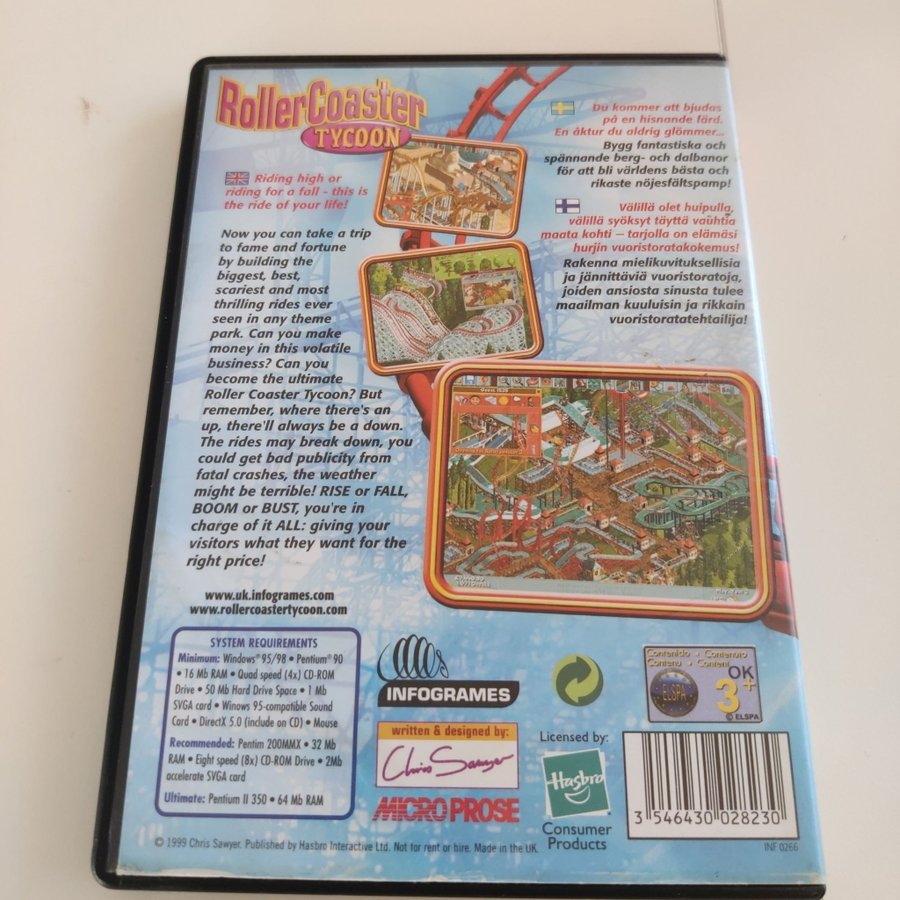 RollerCoaster
TYCOON
Riding high or
riding for a fall - this is
the ride of your life!
Now you can take a trip
to fame and fortune
by building the
biggest, best,
scariest and most
thrilling rides ever
seen in any theme
park. Can you make
money in this volatile
business? Can you
become the ultimate
Roller Coaster Tycoon? But
remember, where there's an
up, there'll always be a down.
The rides may break down, you
could get bad publicity from
fatal crashes, the weather
might be terrible! RISE or FALL,
BOOM or BUST, you're in
charge of it ALL: giving your
visitors what they want for the
right price!
www.uk.infogrames.com
www.rollercoastertycoon.com
Du kommer att bjudas
på en hisnande färd.
En åktur du aldrig glömmer...
Bygg fantastiska och
spännande berg- och dalbanor
för att bli världens bästa och
rikaste nöjesfältspamp!
Välillä olet huipulla,
välillä syöksyt täyttä vauhtia
maata kohti – tarjolla on elämäsi
hurjin vuoristoratakokemus!
Rakenna mielikuvituksellisia
ja jännittäviä vuoristoratoja,
joiden ansiosta sinusta tulee
maailman kuuluisin ja rikkain
vuoristoratatehtailija!
SYSTEM REQUIREMENTS
Minimum: Windows® 95/98 • Pentium® 90
• 16 Mb RAM • Quad speed (4x) CD-ROM
Drive • 50 Mb Hard Drive Space • 1 Mb
SVGA card • Winows 95-compatible Sound
Card • DirectX 5.0 (include on CD) • Mouse
Recommended: Pentim 200MMX • 32 Mb
RAM • Eight speed (8x) CD-ROM Drive • 2Mb
accelerate SVGA card
Ultimate: Pentium II 350 • 64 Mb RAM
INFOGRAMES
written & designed by:
Chris Sawyer
MICROPROSE
Licensed by:
Hasbro
Consumer
Products
Contenido • Contenuto
Contenu • Content
ELSPA
OK
3+
© ELSPA
3 546430 028230
INF 0266
© 1999 Chris Sawyer. Published by Hasbro Interactive Ltd. Not for rent or hire. Made in the UK.